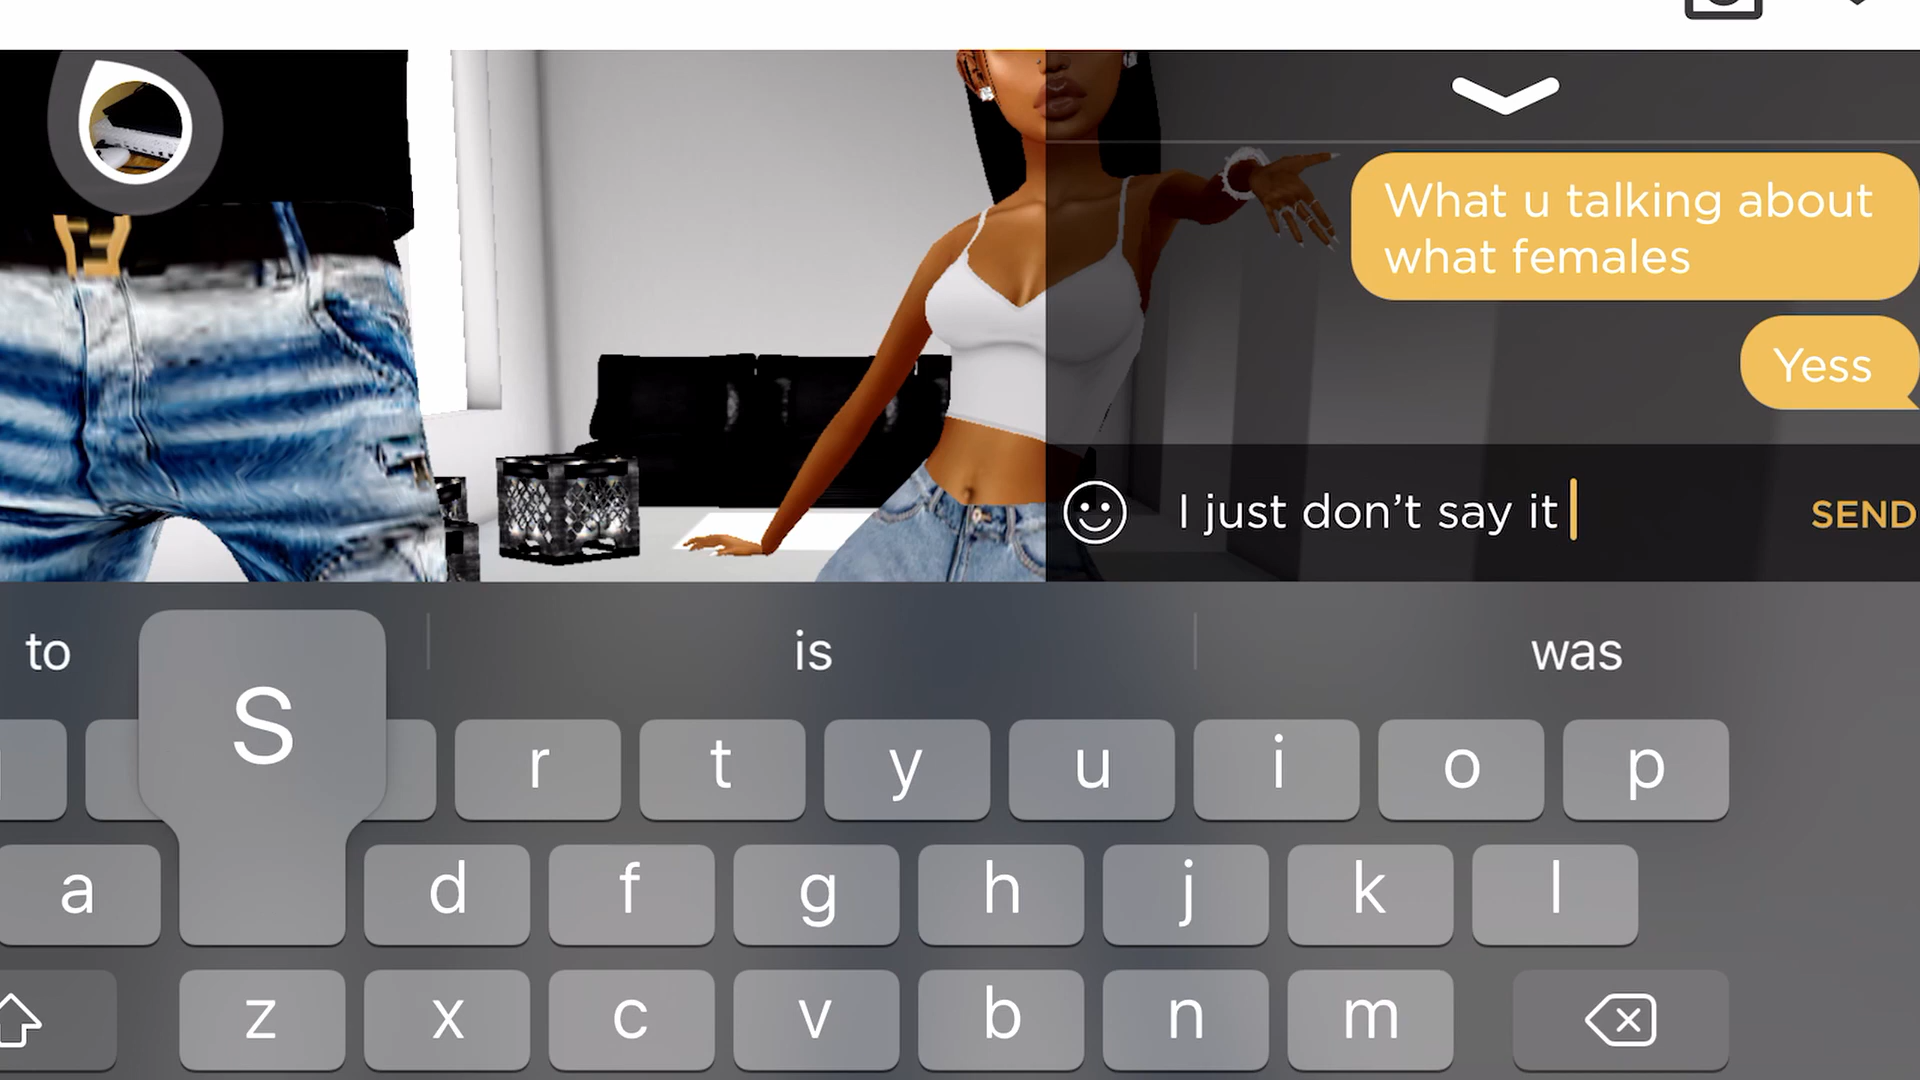 What u talking about
what females
Yess
I just don't say it
SEND
to
is
was
S
r t y u i o p
a d f g h j k l
z x c v b n m